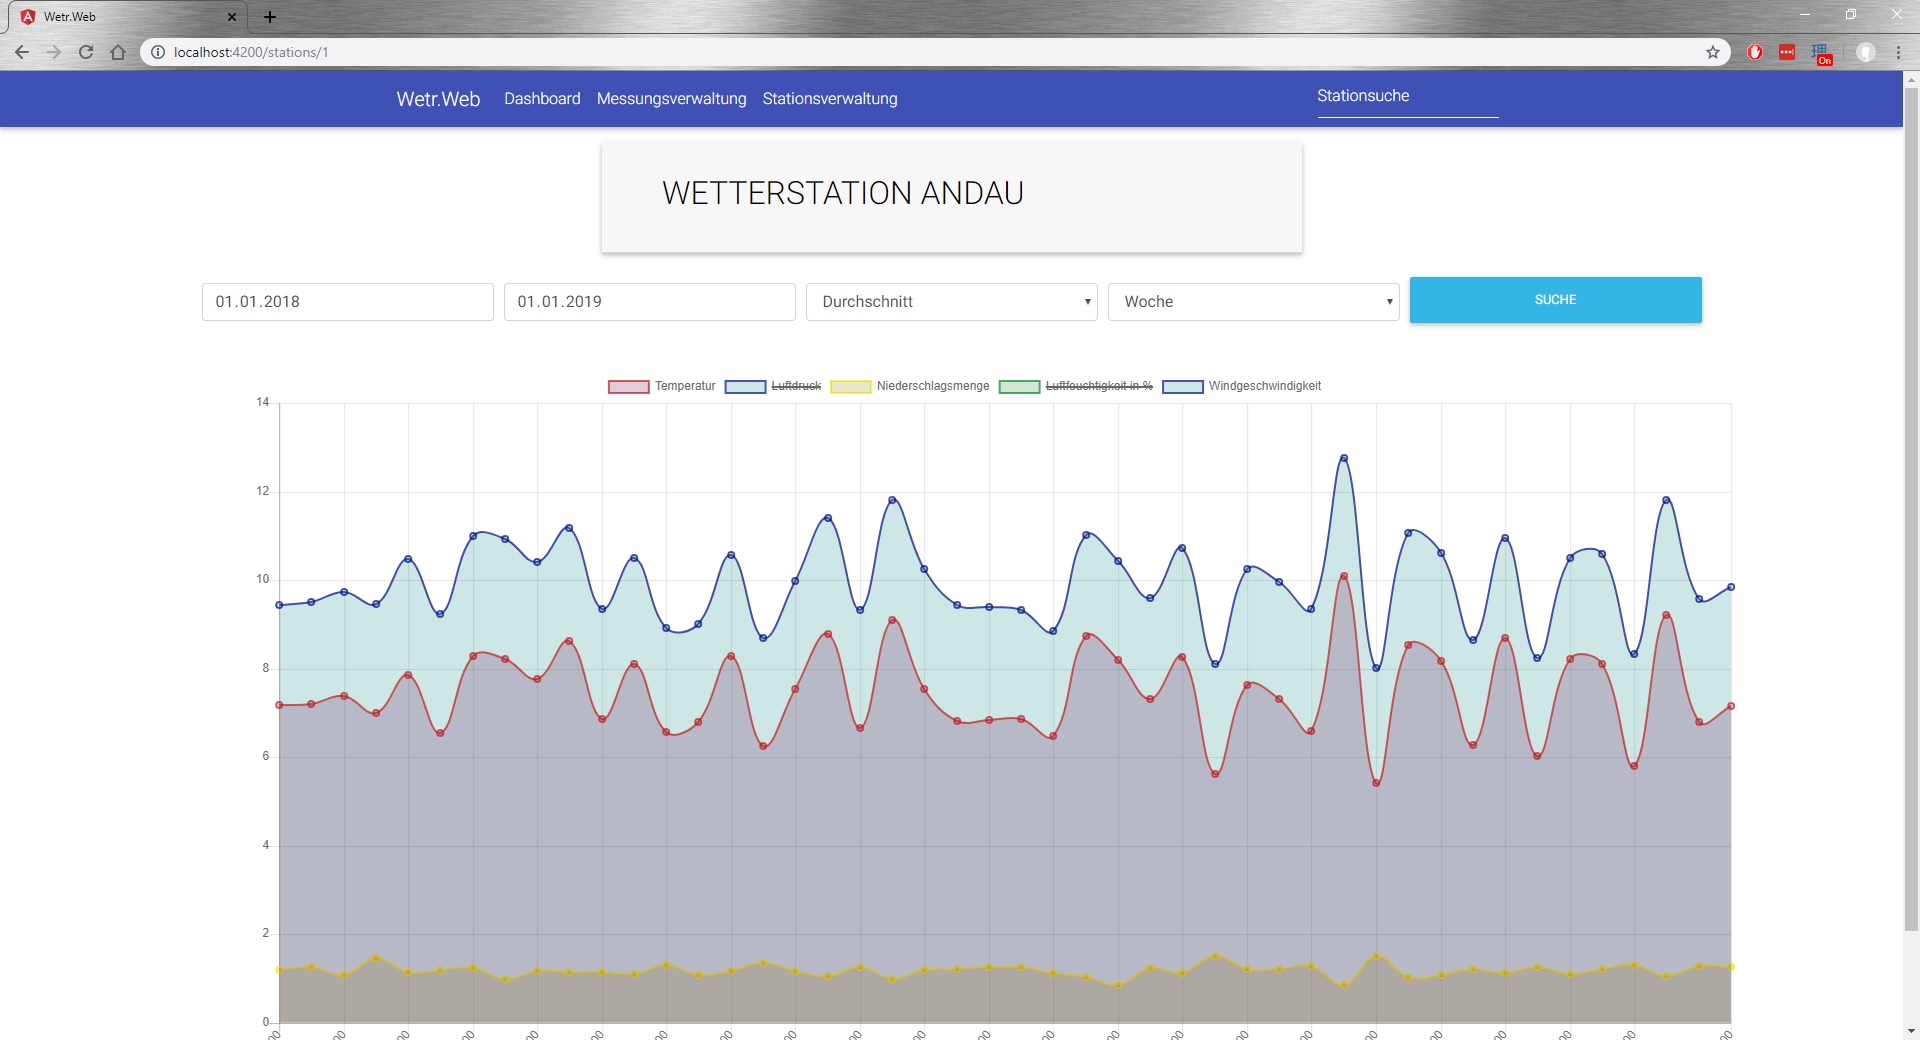 Wetr.Web
localhost:4200/stations/1
On
Wetr.Web Dashboard Messungsverwaltung Stationsverwaltung Stationsuche
WETTERSTATION ANDAU
01.01.2018 01.01.2019 Durchschnitt Woche SUCHE
Temperatur Luftdruck Niederschlagsmenge Luftfeuchtigkeit in % Windgeschwindigkeit
14
12
10
8
6
4
2
0